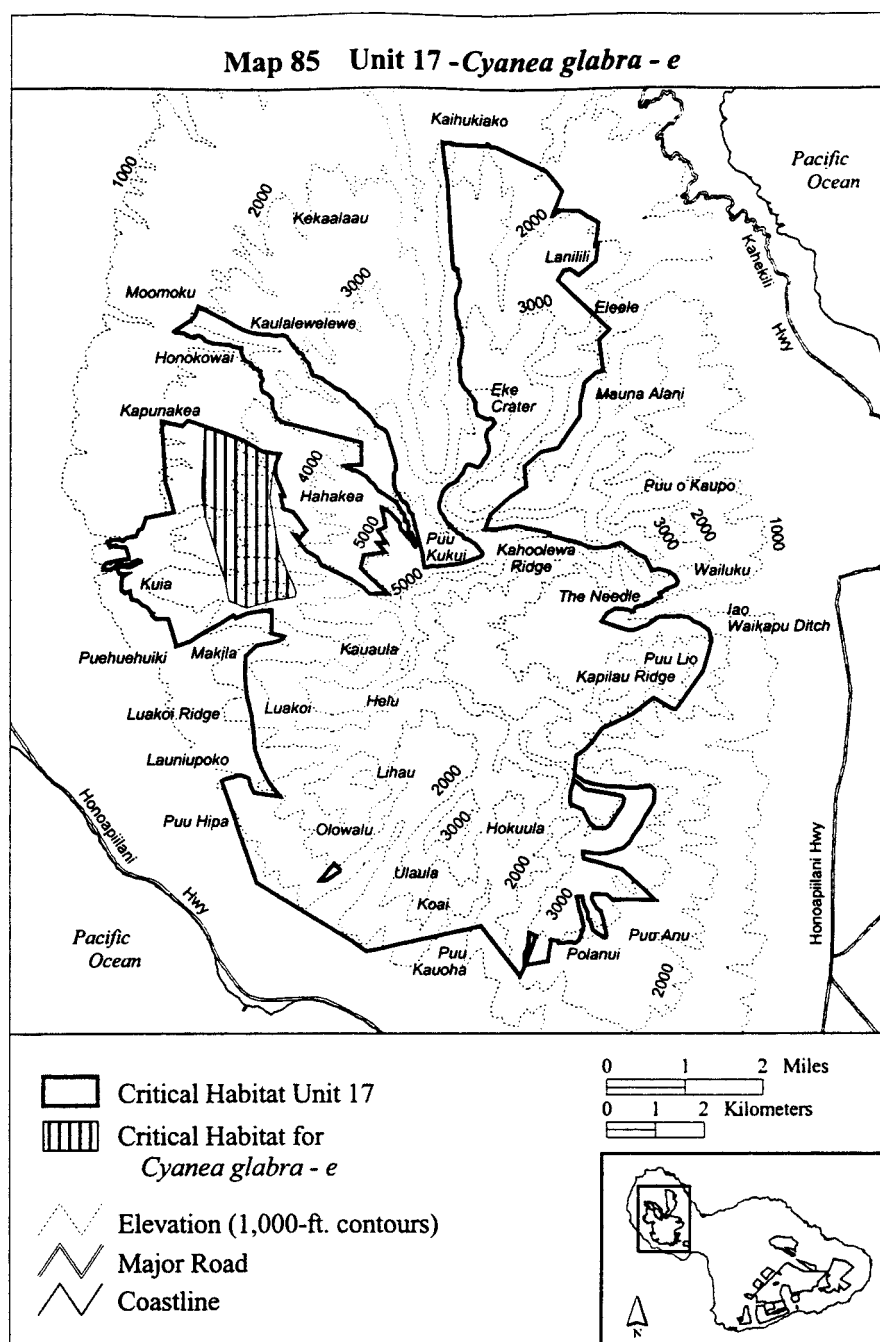 Map 85 Unit 17 - Cyanea glabra - e
Kaihukiako
Pacific
Ocean
1000
2000
Kekaalaau
2000
Lanilili
Kahekili
Hwy
3000
Moomoku
Kaulalewelewe
3000
Eleele
Honokowai
Eke
Crater
Mauna Alani
Kapunakea
4000
Hahakea
Puu o Kaupo
3000
2000
1000
5000
Puu
Kukui
Kahoolewa
Ridge
Wailuku
5000
Kuia
The Needle
Iao
Waikapu Ditch
Puehuehuiki
Makila
Kauaula
Puu Lio
Kapilau Ridge
Luakoi Ridge
Luakoi
Helu
Launiupoko
Lihau
2000
Puu Hipa
Olowalu
3000
Hokuula
Honoapiilani
Hwy
Ulaula
2000
Koai
3000
Honoapiilani Hwy
Pacific
Ocean
Puu
Kauoha
Polanui
Puu Anu
2000
Critical Habitat Unit 17
Critical Habitat for
Cyanea glabra - e
Elevation (1,000-ft. contours)
Major Road
Coastline
0 1 2 Miles
0 1 2 Kilometers
N